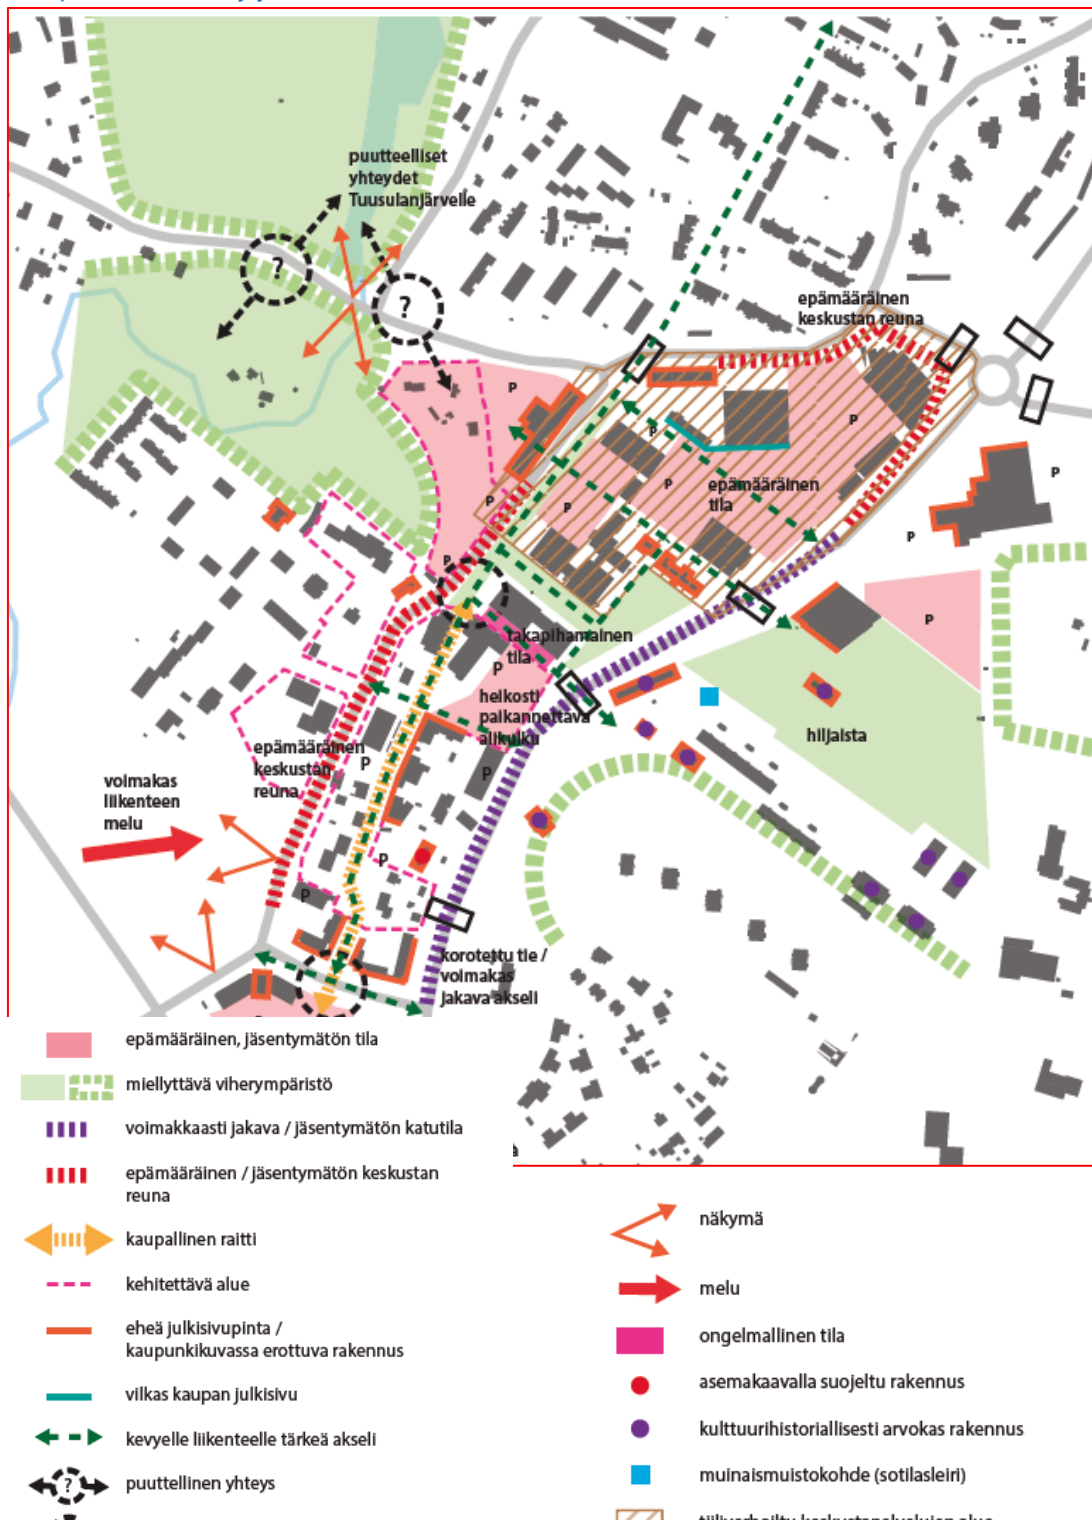 puutteelliset
yhteydet
Tuusulanjärvelle
?
?
epämääräinen
keskustan reuna
P
P
P
P
P
epämääräinen
tila
P
P
P
P
P
P
takapihamainen
tila
P
heikosti
paikannettava
alikulku
hiljaista
epämääräinen
keskustan
reuna
P
P
voimakas
liikenteen
melu
P
P
korotettu tie /
voimakas
jakava akseli
epämääräinen, jäsentymätön tila
miellyttävä viherympäristö
voimakkaasti jakava / jäsentymätön katutila
epämääräinen / jäsentymätön keskustan
reuna
kaupallinen raitti
kehitettävä alue
eheä julkisivupinta /
kaupunkikuvassa erottuva rakennus
vilkas kaupan julkisivu
kevyelle liikenteelle tärkeä akseli
?
puuttellinen yhteys
näkymä
melu
ongelmallinen tila
asemakaavalla suojeltu rakennus
kulttuurihistoriallisesti arvokas rakennus
muinaismuistokohde (sotilasleiri)